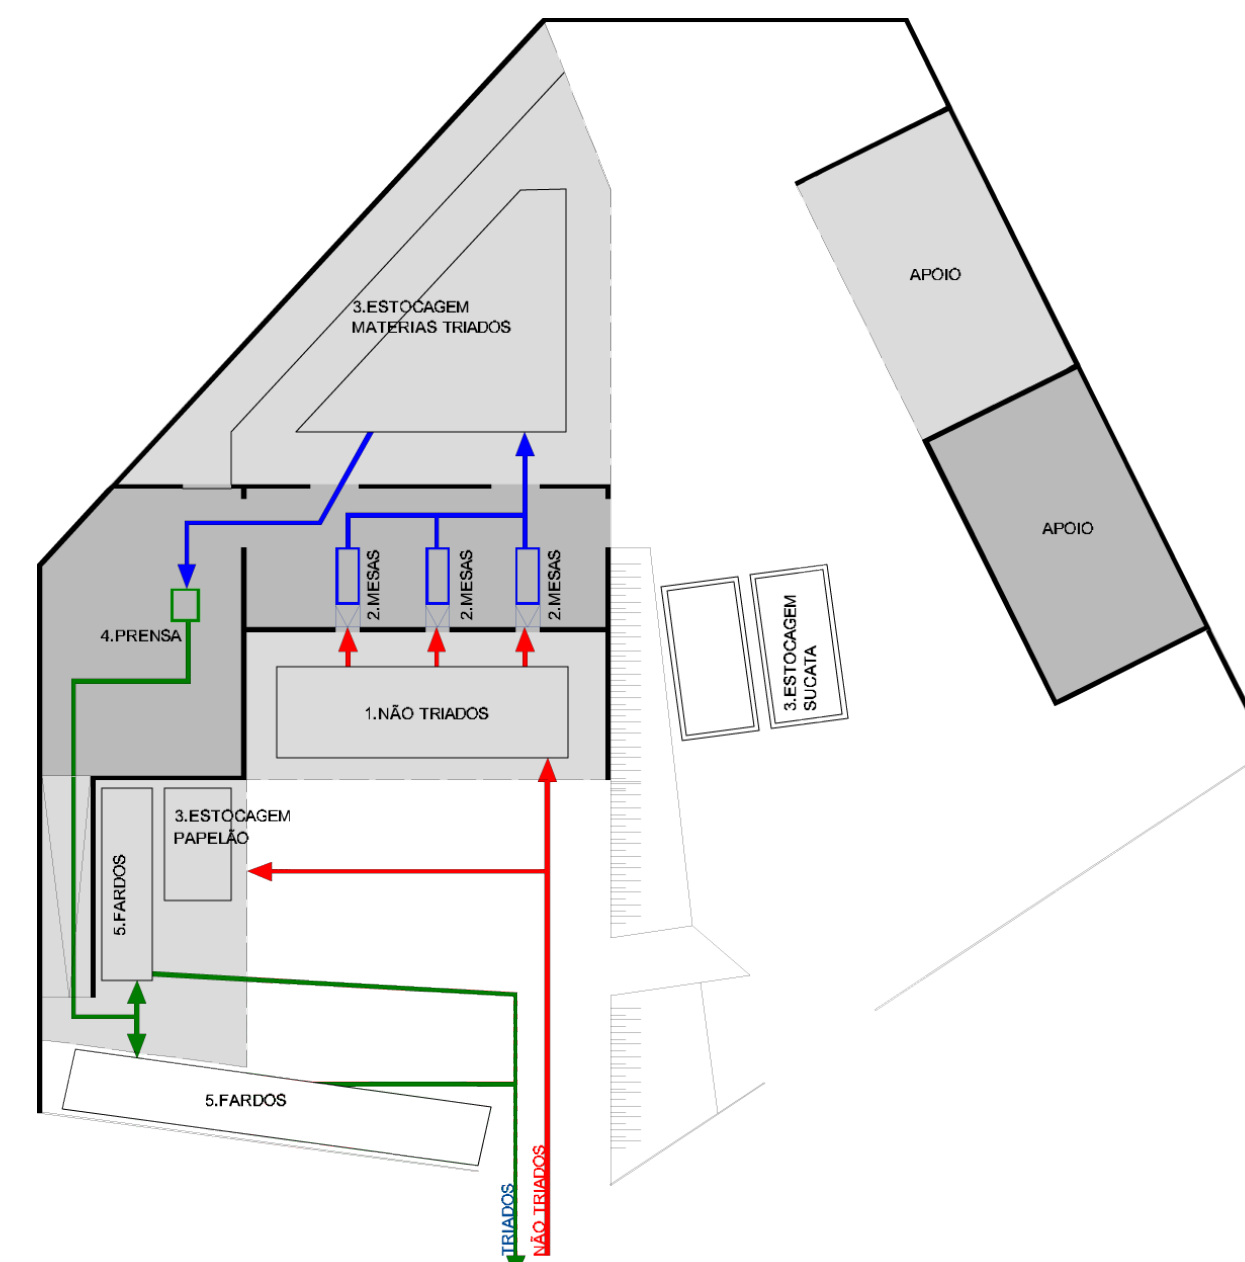 3.ESTOCAGEM
MATERIAS TRIADOS
APOIO
APOIO
2.MESAS
2.MESAS
2.MESAS
4.PRENSA
3.ESTOCAGEM
SUCATA
1.NÃO TRIADOS
3.ESTOCAGEM
PAPELÃO
5.FARDOS
5.FARDOS
TRIADOS
NÃO TRIADOS